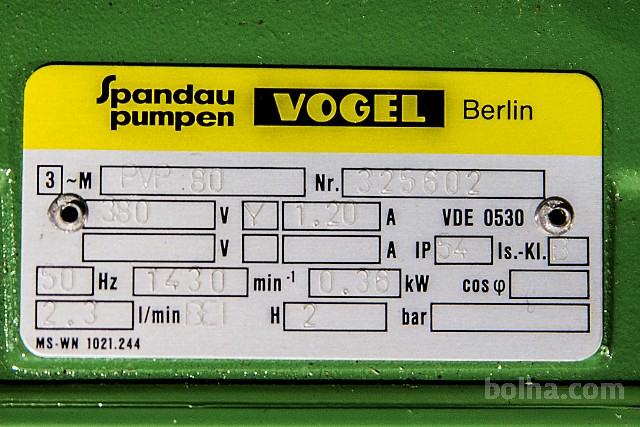 Spandau pumpen VOGEL Berlin
3 ~M PVP:80 Nr. 325602
380 V Y 1.20 A VDE 0530
V A IP 54 Is.-Kl. B
50 Hz 1430 min⁻¹ 0.36 kW cos φ
2.3 l/min H 2 bar
MS-WN 1021.244
bolha.com